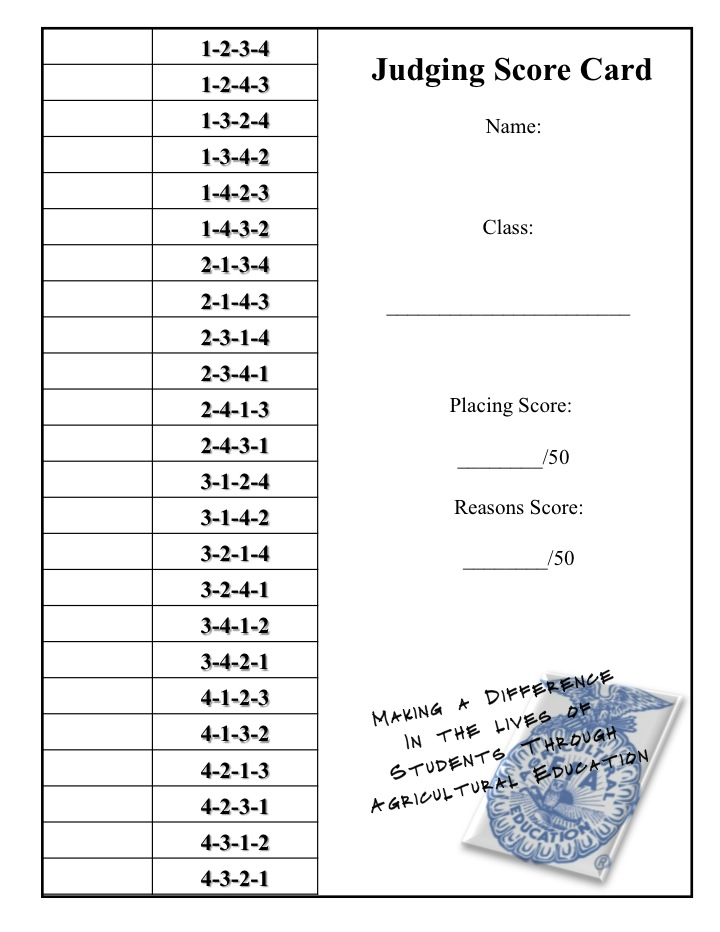 1-2-3-4
1-2-4-3
1-3-2-4
1-3-4-2
1-4-2-3
1-4-3-2
2-1-3-4
2-1-4-3
2-3-1-4
2-3-4-1
2-4-1-3
2-4-3-1
3-1-2-4
3-1-4-2
3-2-1-4
3-2-4-1
3-4-1-2
3-4-2-1
4-1-2-3
4-1-3-2
4-2-1-3
4-2-3-1
4-3-1-2
4-3-2-1
Judging Score Card
Name:
Class:
_______________________
Placing Score:
________/50
Reasons Score:
________/50
Making a Difference
In the lives of
Students Through
Agricultural Education
EDUCATION
®